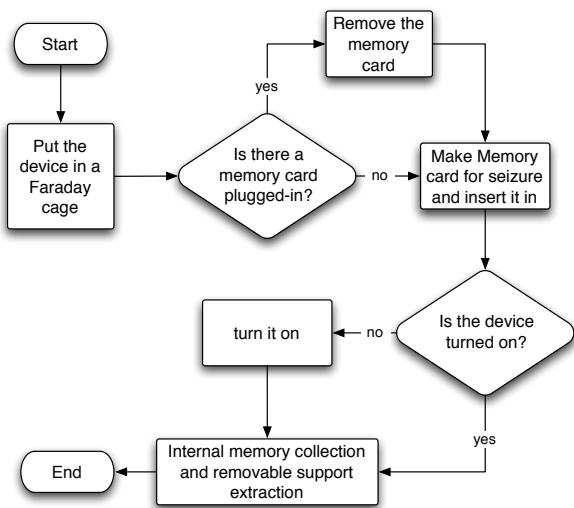 Start
Put the
device in a
Faraday
cage
Is there a
memory card
plugged-in?
yes
Remove the
memory
card
no
Make Memory
card for seizure
and insert it in
Is the device
turned on?
no
turn it on
yes
Internal memory collection
and removable support
extraction
End